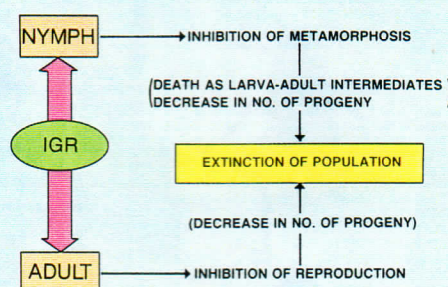 NYMPH
INHIBITION OF METAMORPHOSIS
(DEATH AS LARVA-ADULT INTERMEDIATES
DECREASE IN NO. OF PROGENY
IGR
EXTINCTION OF POPULATION
(DECREASE IN NO. OF PROGENY)
ADULT
INHIBITION OF REPRODUCTION